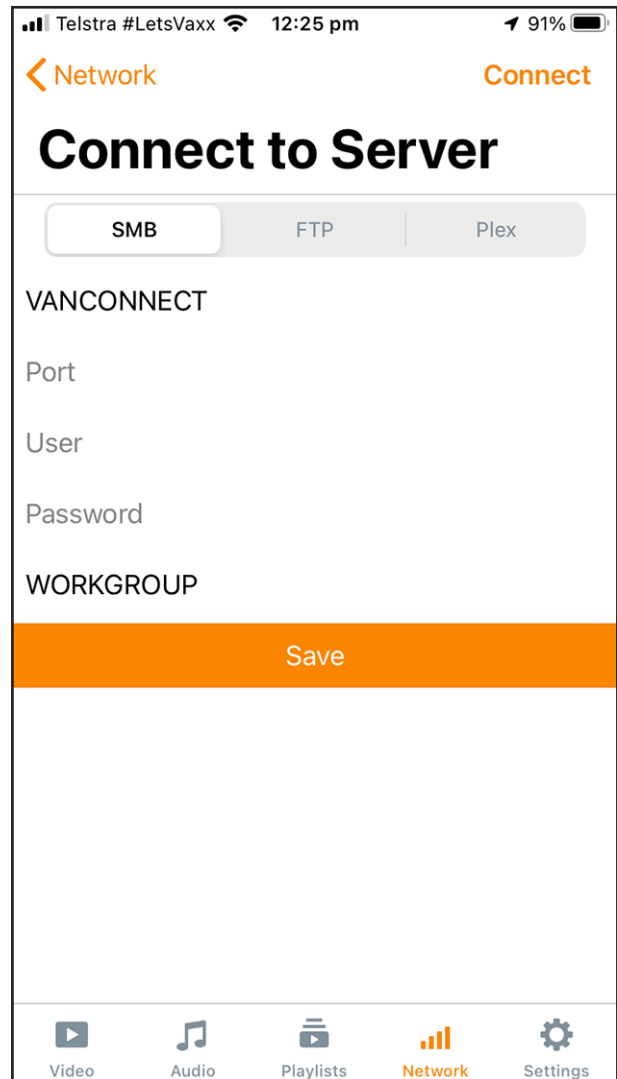 Telstra #LetsVaxx 12:25 pm 91%
Network Connect
Connect to Server
SMB FTP Plex
VANCONNECT
Port
User
Password
WORKGROUP
Save
Video Audio Playlists Network Settings